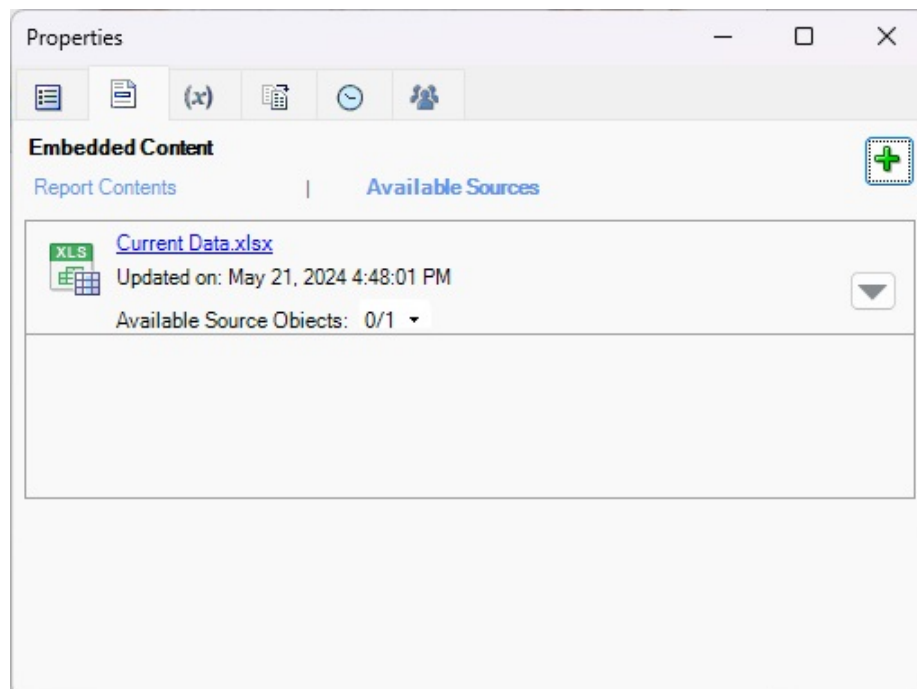 Properties
(x)
Embedded Content
Report Contents | Available Sources
XLS
Current Data.xlsx
Updated on: May 21, 2024 4:48:01 PM
Available Source Objects: 0/1